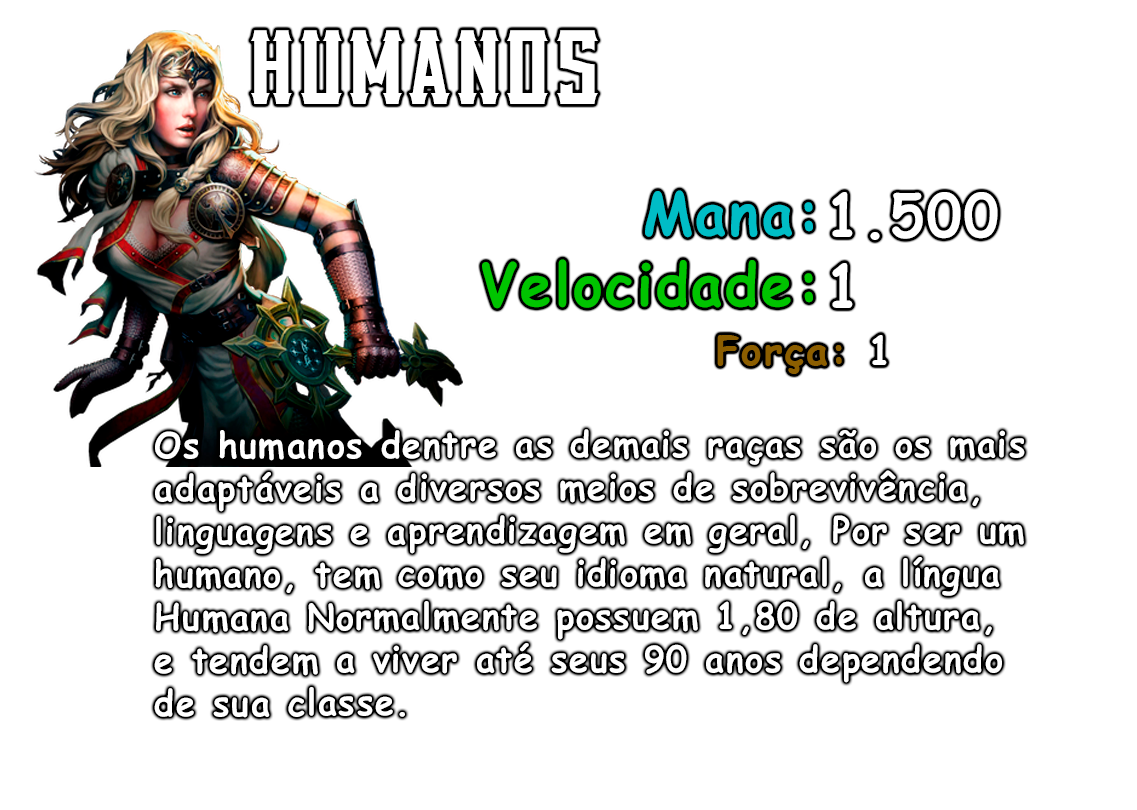 HUMANOS
Mana:1.500
Velocidade:1
Força: 1
Os humanos dentre as demais raças são os mais
adaptáveis a diversos meios de sobrevivência,
linguagens e aprendizagem em geral, Por ser um
humano, tem como seu idioma natural, a língua
Humana Normalmente possuem 1,80 de altura,
e tendem a viver até seus 90 anos dependendo
de sua classe.